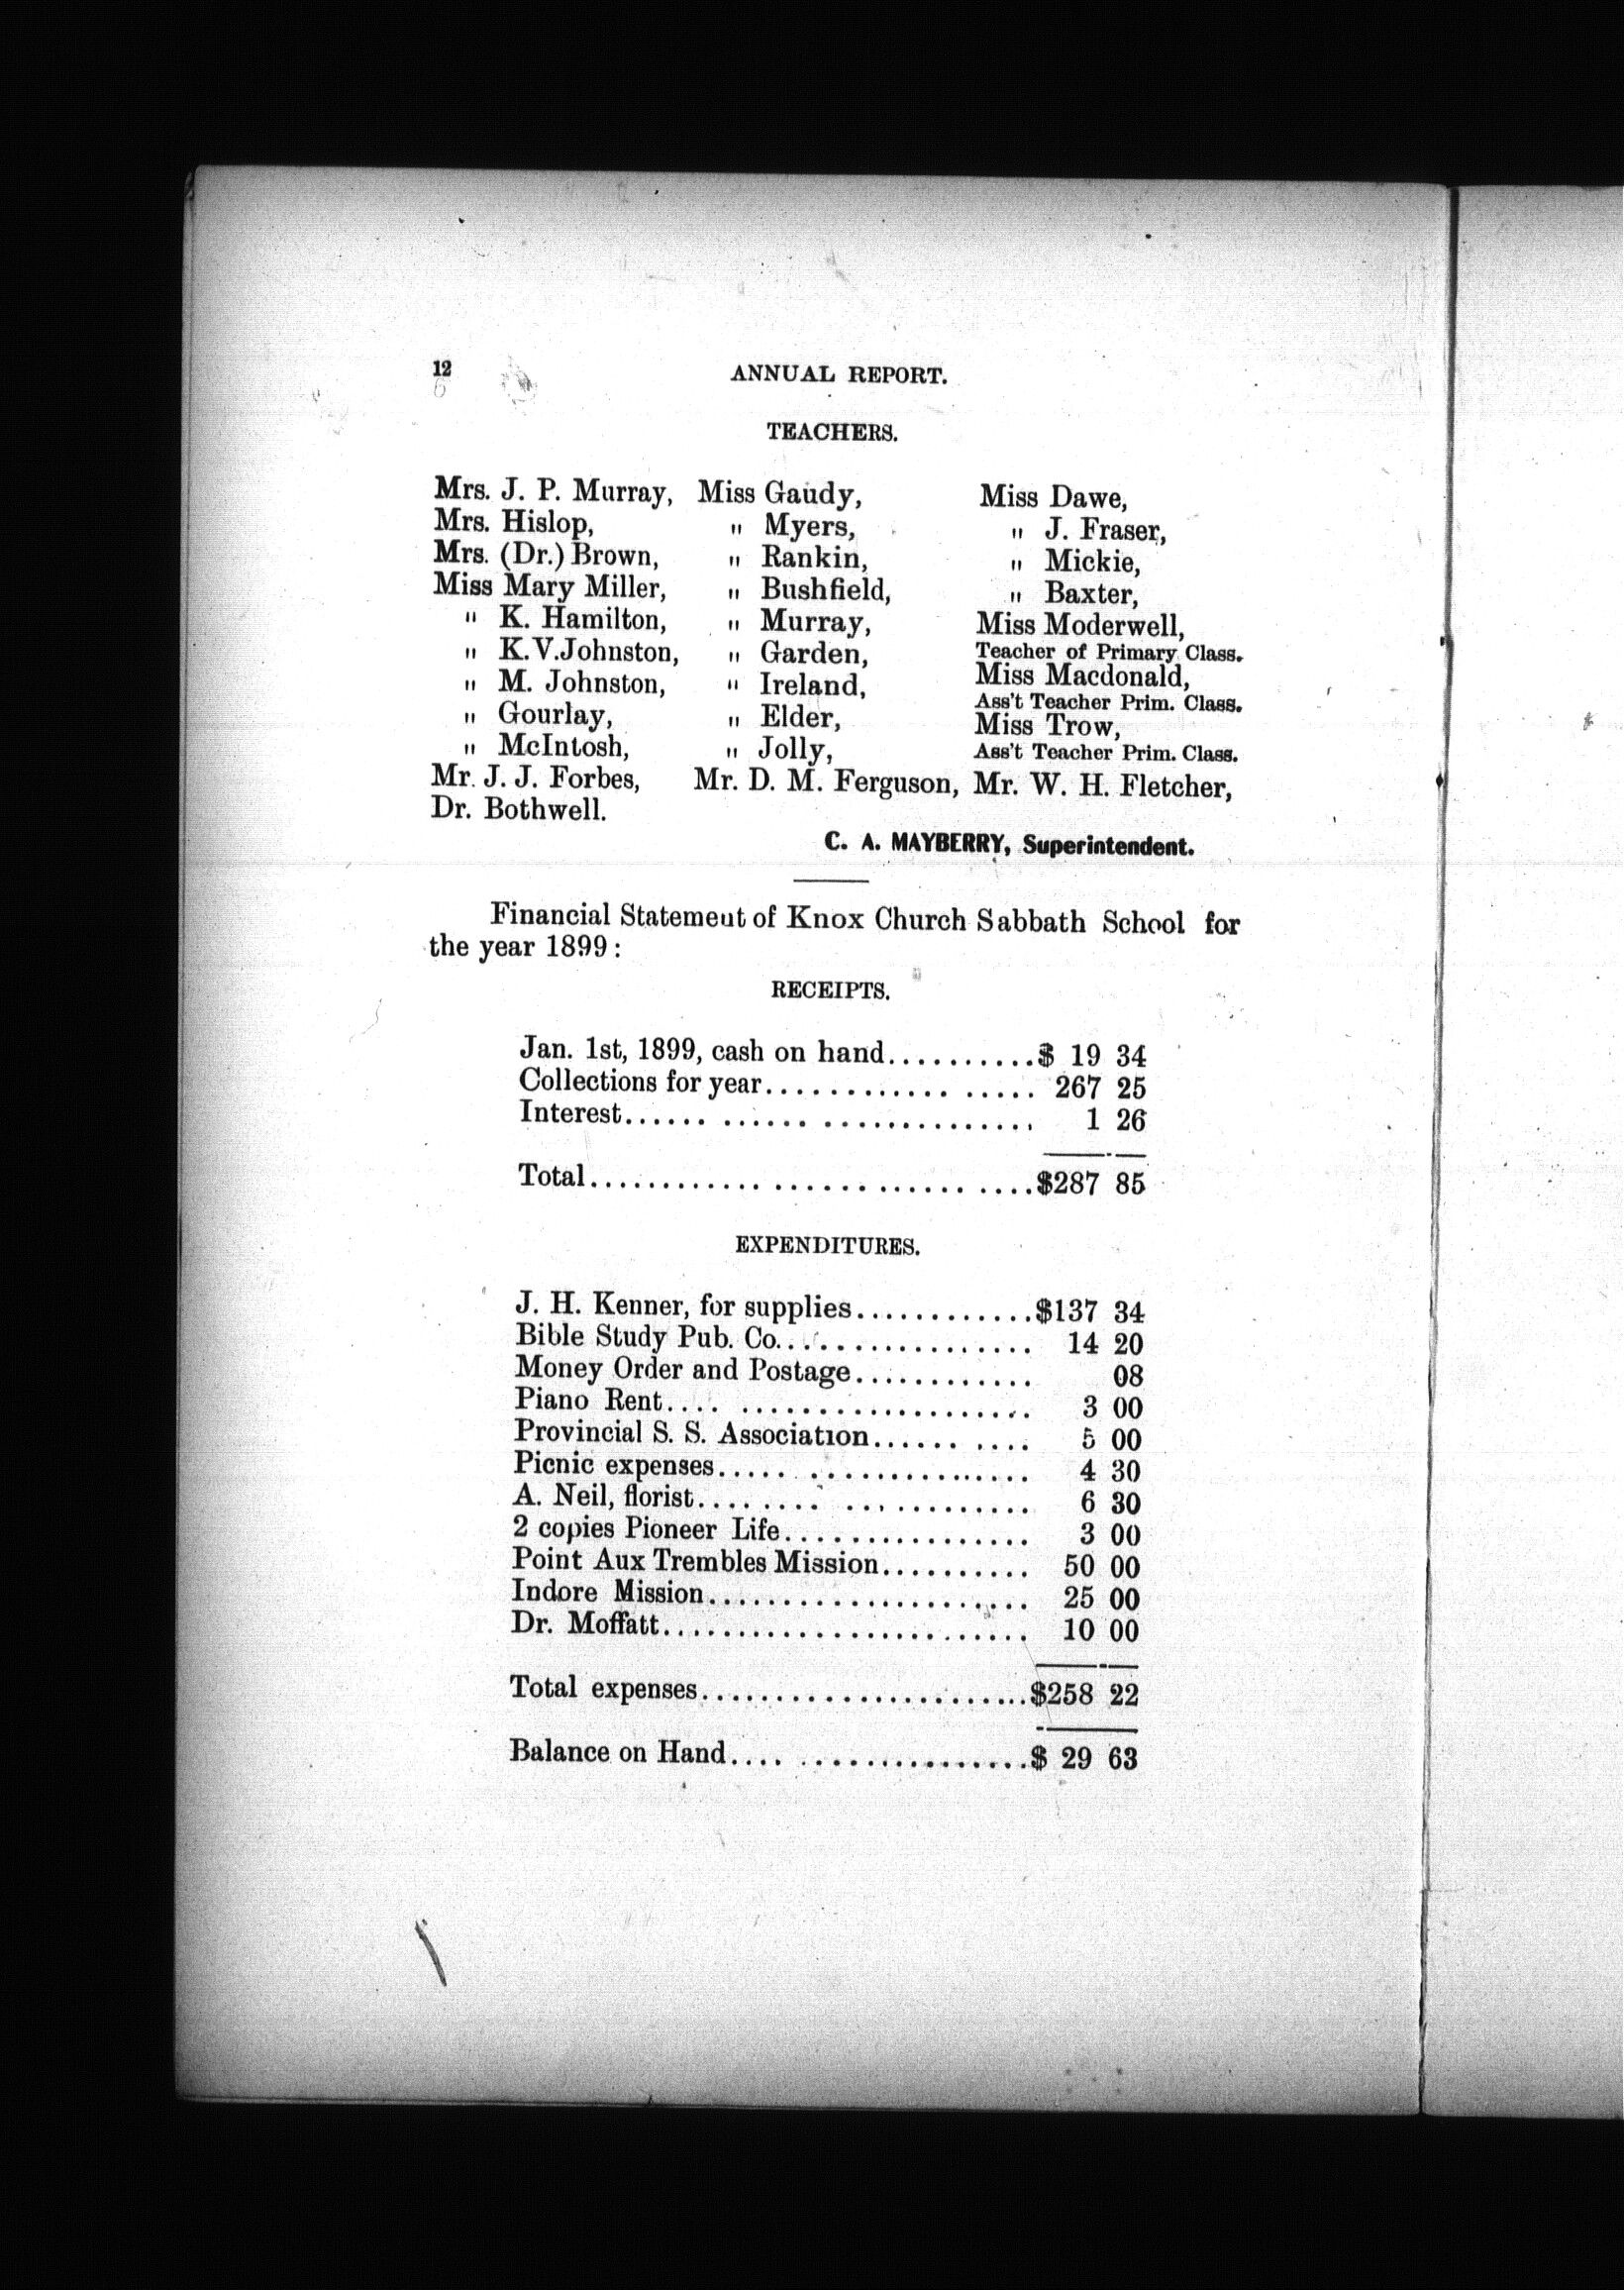 12 ANNUAL REPORT.
TEACHERS.
Mrs. J. P. Murray, Miss Gaudy, Miss Dawe,
Mrs. Hislop, " Myers, " J. Fraser,
Mrs. (Dr.) Brown, " Rankin, " Mickie,
Miss Mary Miller, " Bushfield, " Baxter,
" K. Hamilton, " Murray, Miss Moderwell,
" K.V.Johnston, " Garden, Teacher of Primary Class.
" M. Johnston, " Ireland, Miss Macdonald,
Ass't Teacher Prim. Class.
" Gourlay, " Elder, Miss Trow,
" McIntosh, " Jolly, Ass't Teacher Prim. Class.
Mr. J. J. Forbes, Mr. D. M. Ferguson, Mr. W. H. Fletcher,
Dr. Bothwell.
C. A. MAYBERRY, Superintendent.
Financial Statement of Knox Church Sabbath School for
the year 1899:
RECEIPTS.
Jan. 1st, 1899, cash on hand..........$ 19 34
Collections for year............. ..... 267 25
Interest...... ...... ............... 1 26
Total............ ...... ...... ....$287 85
EXPENDITURES.
J. H. Kenner, for supplies............$137 34
Bible Study Pub. Co.................. 14 20
Money Order and Postage............ 08
Piano Rent.... .................... 3 00
Provincial S. S. Association...... .... 5 00
Picnic expenses..... ............... 4 30
A. Neil, florist........ ............. 6 30
2 copies Pioneer Life................. 3 00
Point Aux Trembles Mission.......... 50 00
Indore Mission...................... 25 00
Dr. Moffatt......................... 10 00
Total expenses......................$258 22
Balance on Hand.... ...............$ 29 63